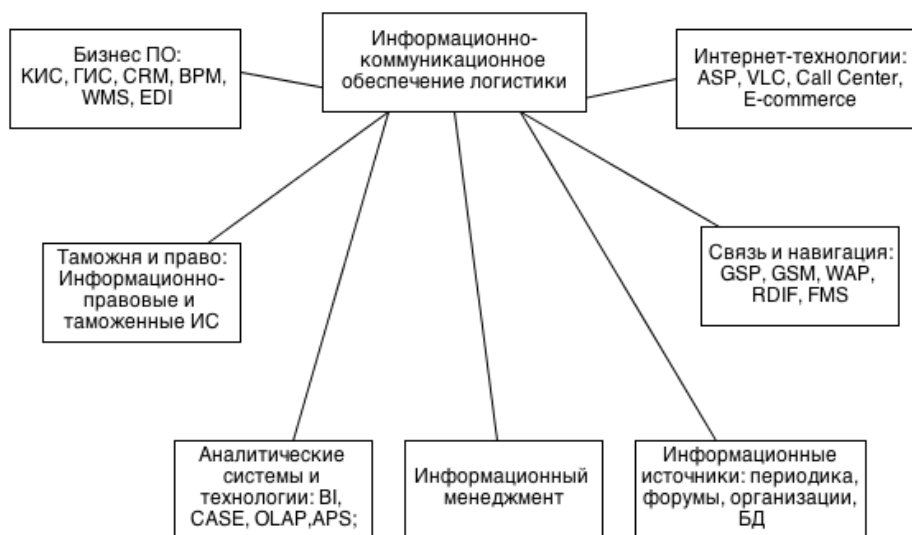 Информационно-
коммуникационное
обеспечение логистики
Бизнес ПО:
КИС, ГИС, CRM, BPM,
WMS, EDI
Интернет-технологии:
ASP, VLC, Call Center,
E-commerce
Таможня и право:
Информационно-
правовые и
таможенные ИС
Связь и навигация:
GSP, GSM, WAP,
RDIF, FMS
Аналитические
системы и
технологии: BI,
CASE, OLAP,APS;
Информационный
менеджмент
Информационные
источники: периодика,
форумы, организации,
БД